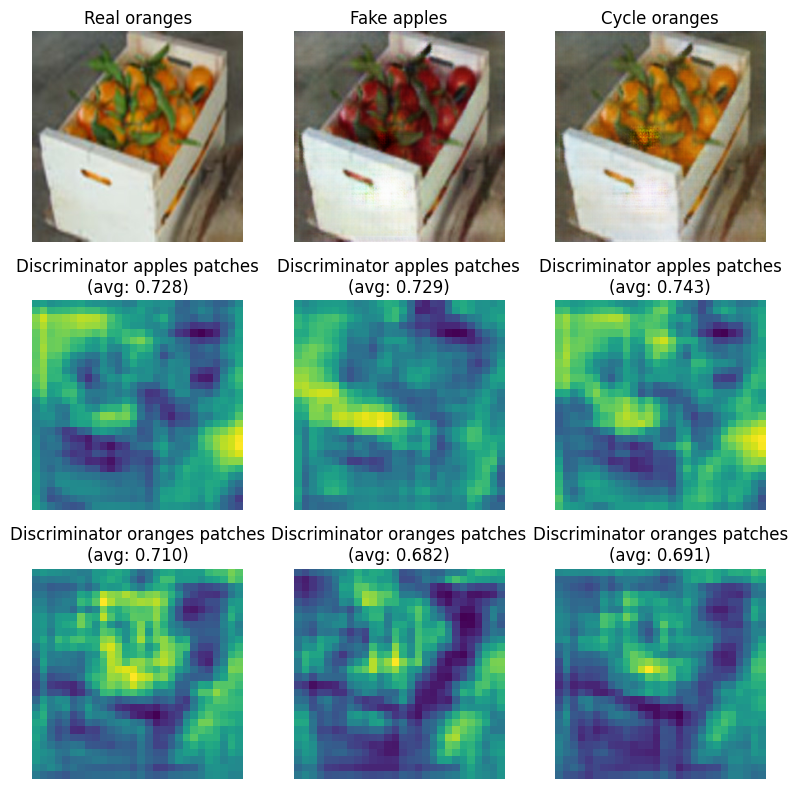 Real oranges
Fake apples
Cycle oranges
Discriminator apples patches
(avg: 0.728)
Discriminator apples patches
(avg: 0.729)
Discriminator apples patches
(avg: 0.743)
Discriminator oranges patches
(avg: 0.710)
Discriminator oranges patches
(avg: 0.682)
Discriminator oranges patches
(avg: 0.691)